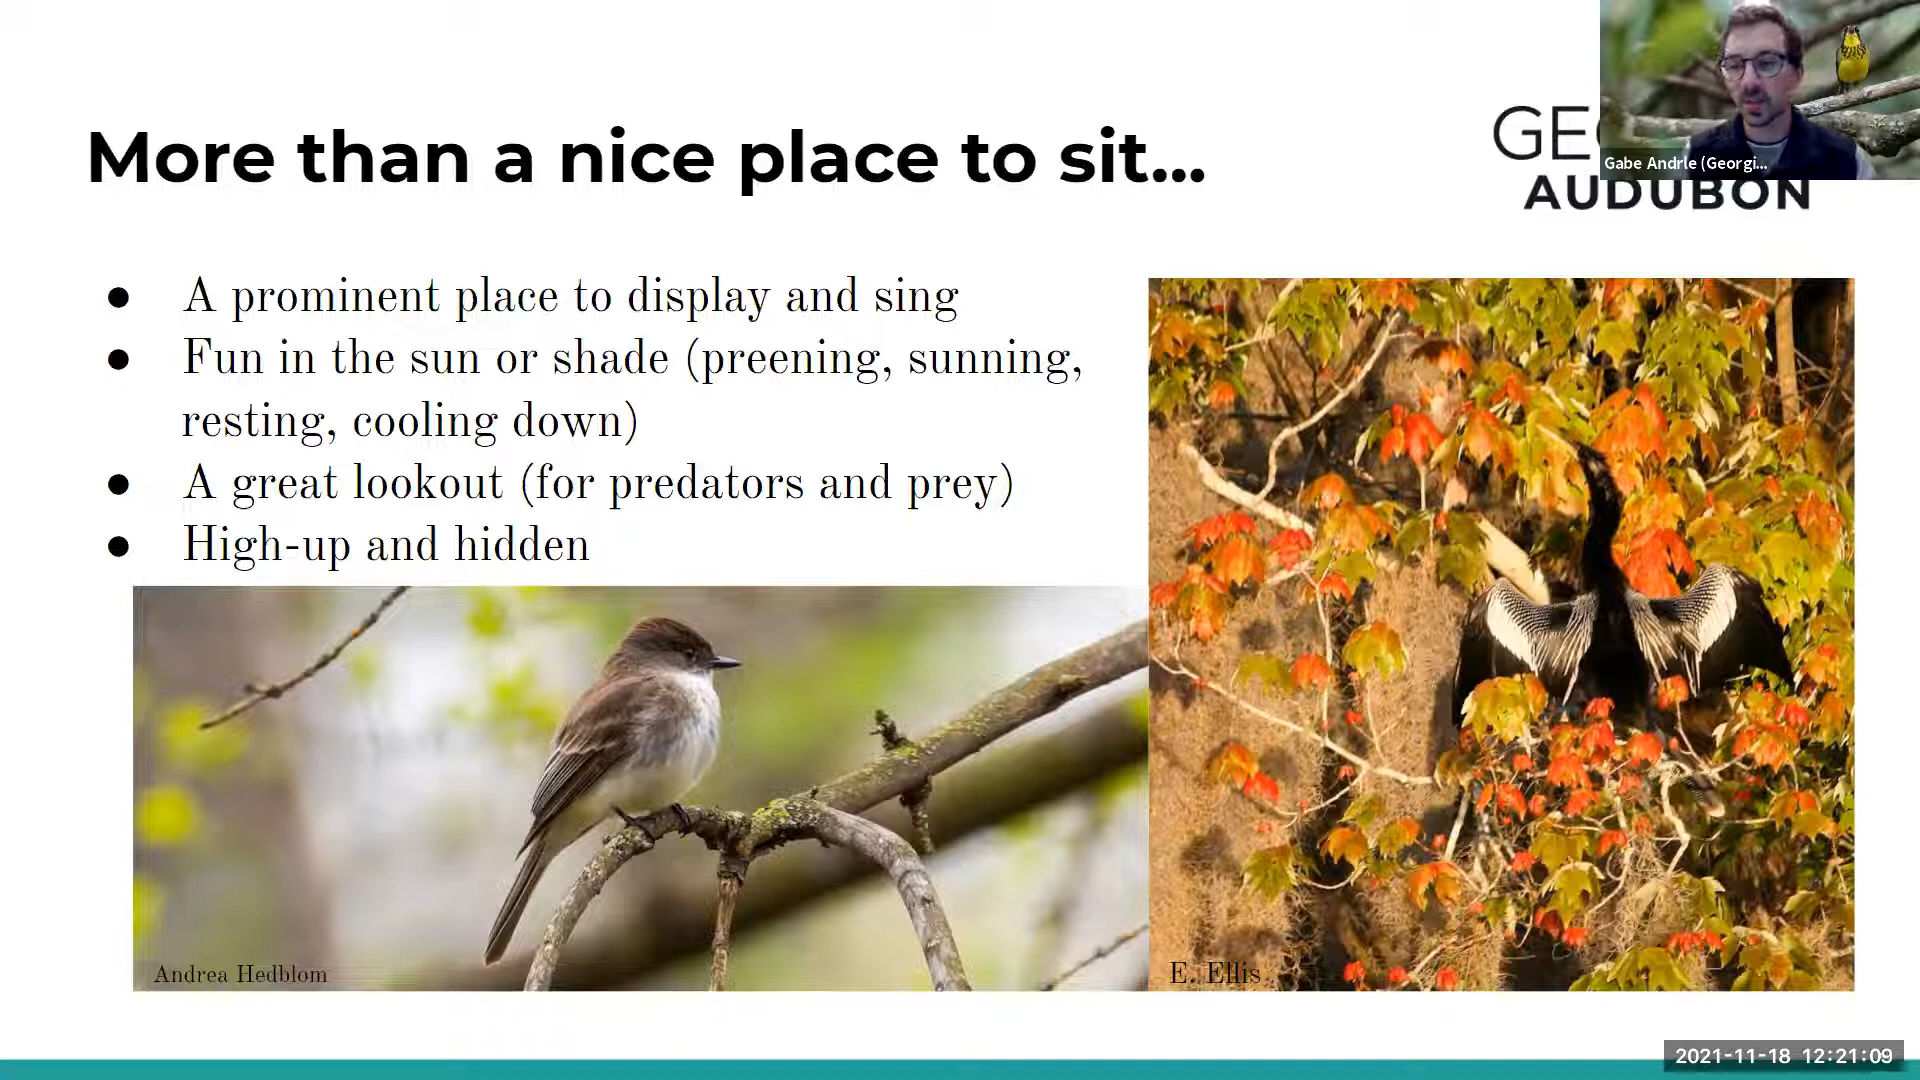 More than a nice place to sit...
GE
AUDUBON
Gabe Andrle (Georgi...
● A prominent place to display and sing
● Fun in the sun or shade (preening, sunning,
resting, cooling down)
● A great lookout (for predators and prey)
● High-up and hidden
Andrea Hedblom
E. Ellis
2021-11-18 12:21:09